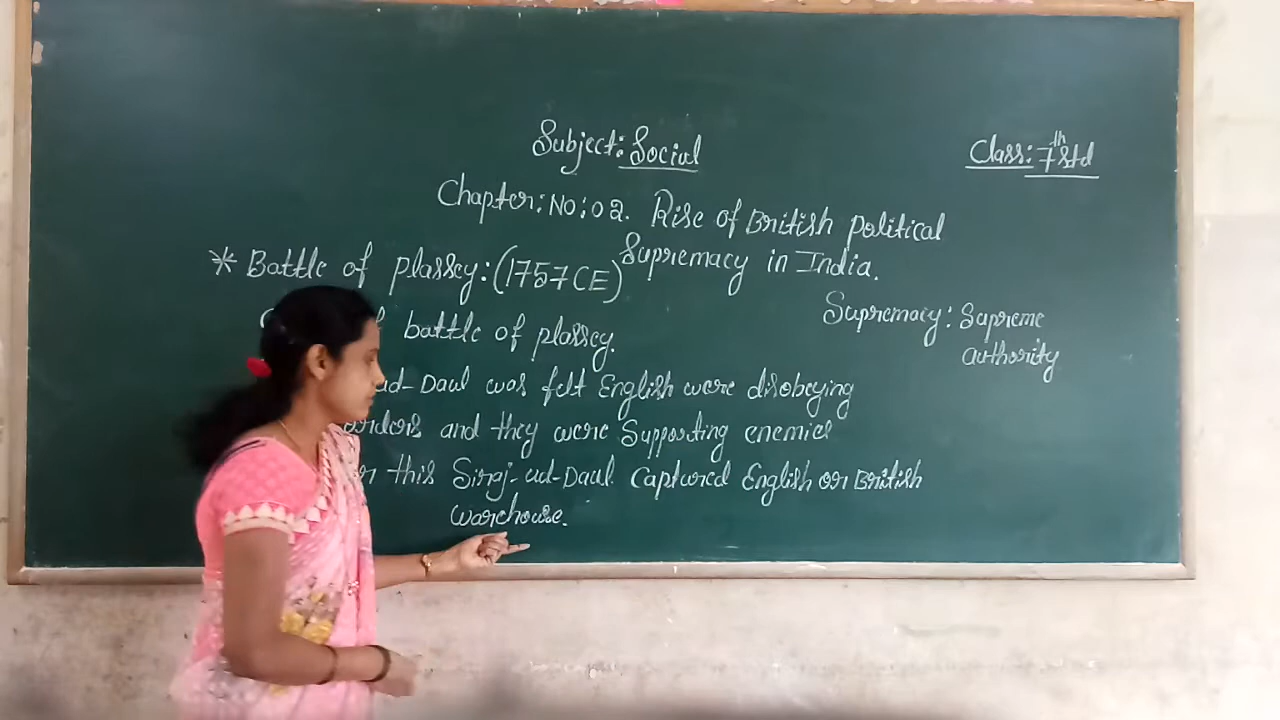 Subject: Social
Class: 7th Std
Chapter: No: 02. Rise of British political
Supremacy in India.
* Battle of plassey: (1757CE)
Supremacy: Supreme
authority
battle of plassey.
ud-Daul was felt English were disobeying
orders and they were Supporting enemies
this Siraj-ud-Daul Captured English or British
warehouse.